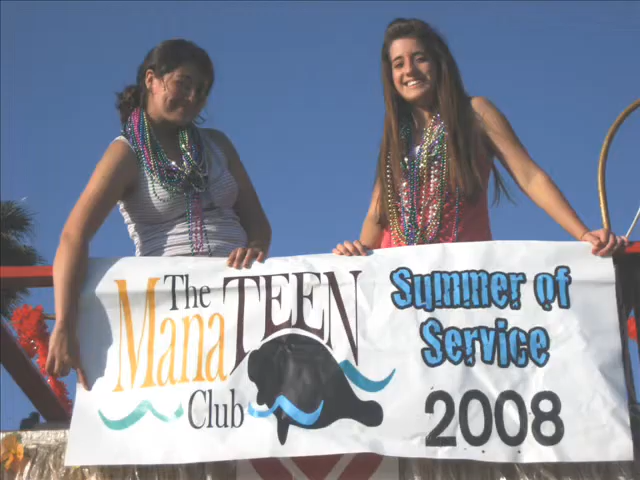 The
ManaTEEN
Club
Summer of
Service
2008